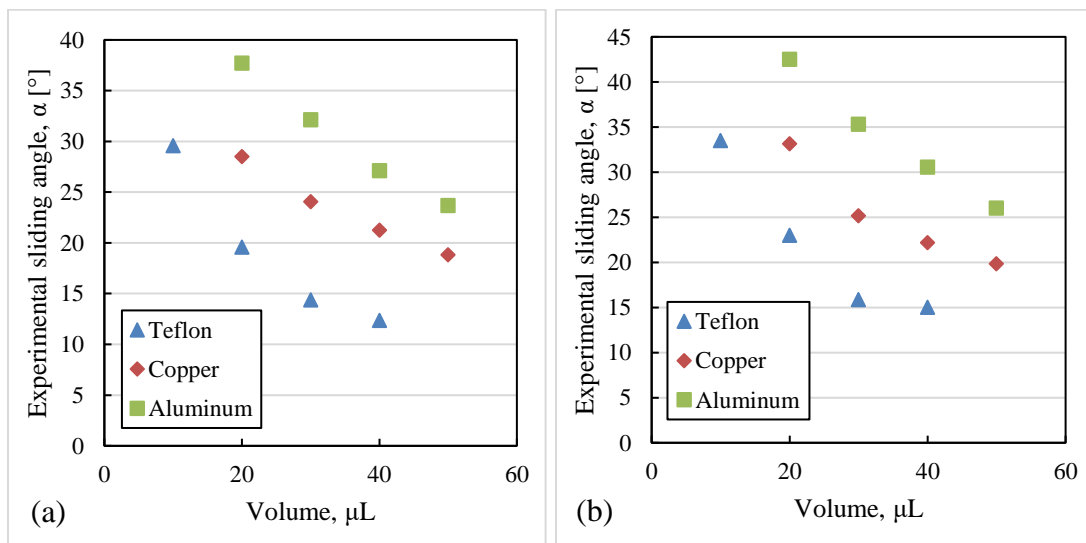 Experimental sliding angle, α [°]
40
35
30
25
20
15
10
5
0
Teflon
Copper
Aluminum
0 20 40 60
Volume, μL
(a)
Experimental sliding angle, α [°]
45
40
35
30
25
20
15
10
5
0
Teflon
Copper
Aluminum
0 20 40 60
Volume, μL
(b)